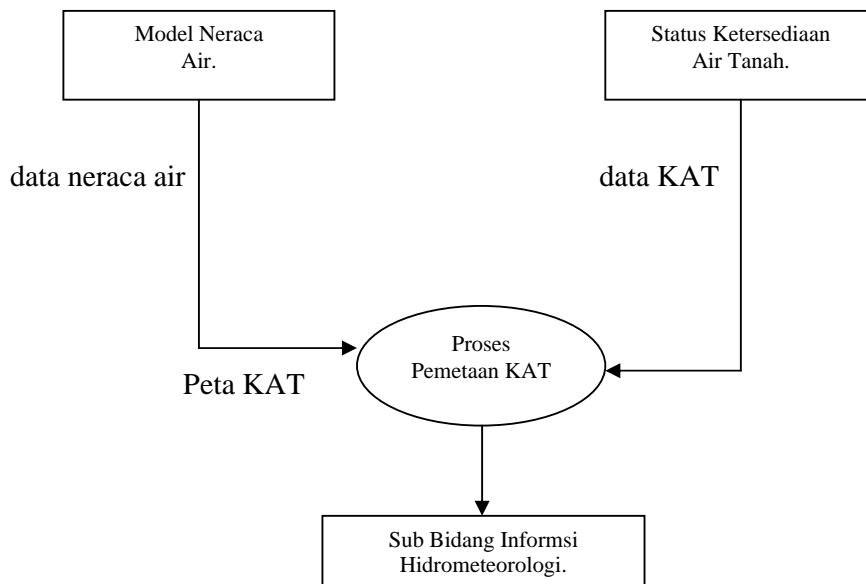 Model Neraca
Air.
Status Ketersediaan
Air Tanah.
data neraca air
data KAT
Proses
Pemetaan KAT
Peta KAT
Sub Bidang Informsi
Hidrometeorologi.